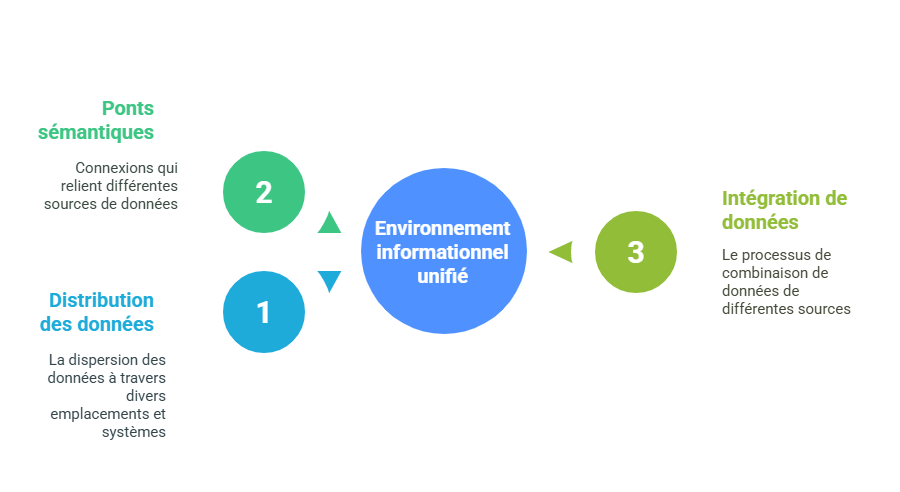 Ponts
sémantiques
Connexions qui
relient différentes
sources de données
2
Distribution
des données
La dispersion des
données à travers
divers
emplacements et
systèmes
1
Environnement
informationnel
unifié
3
Intégration de
données
Le processus de
combinaison de
données de
différentes sources